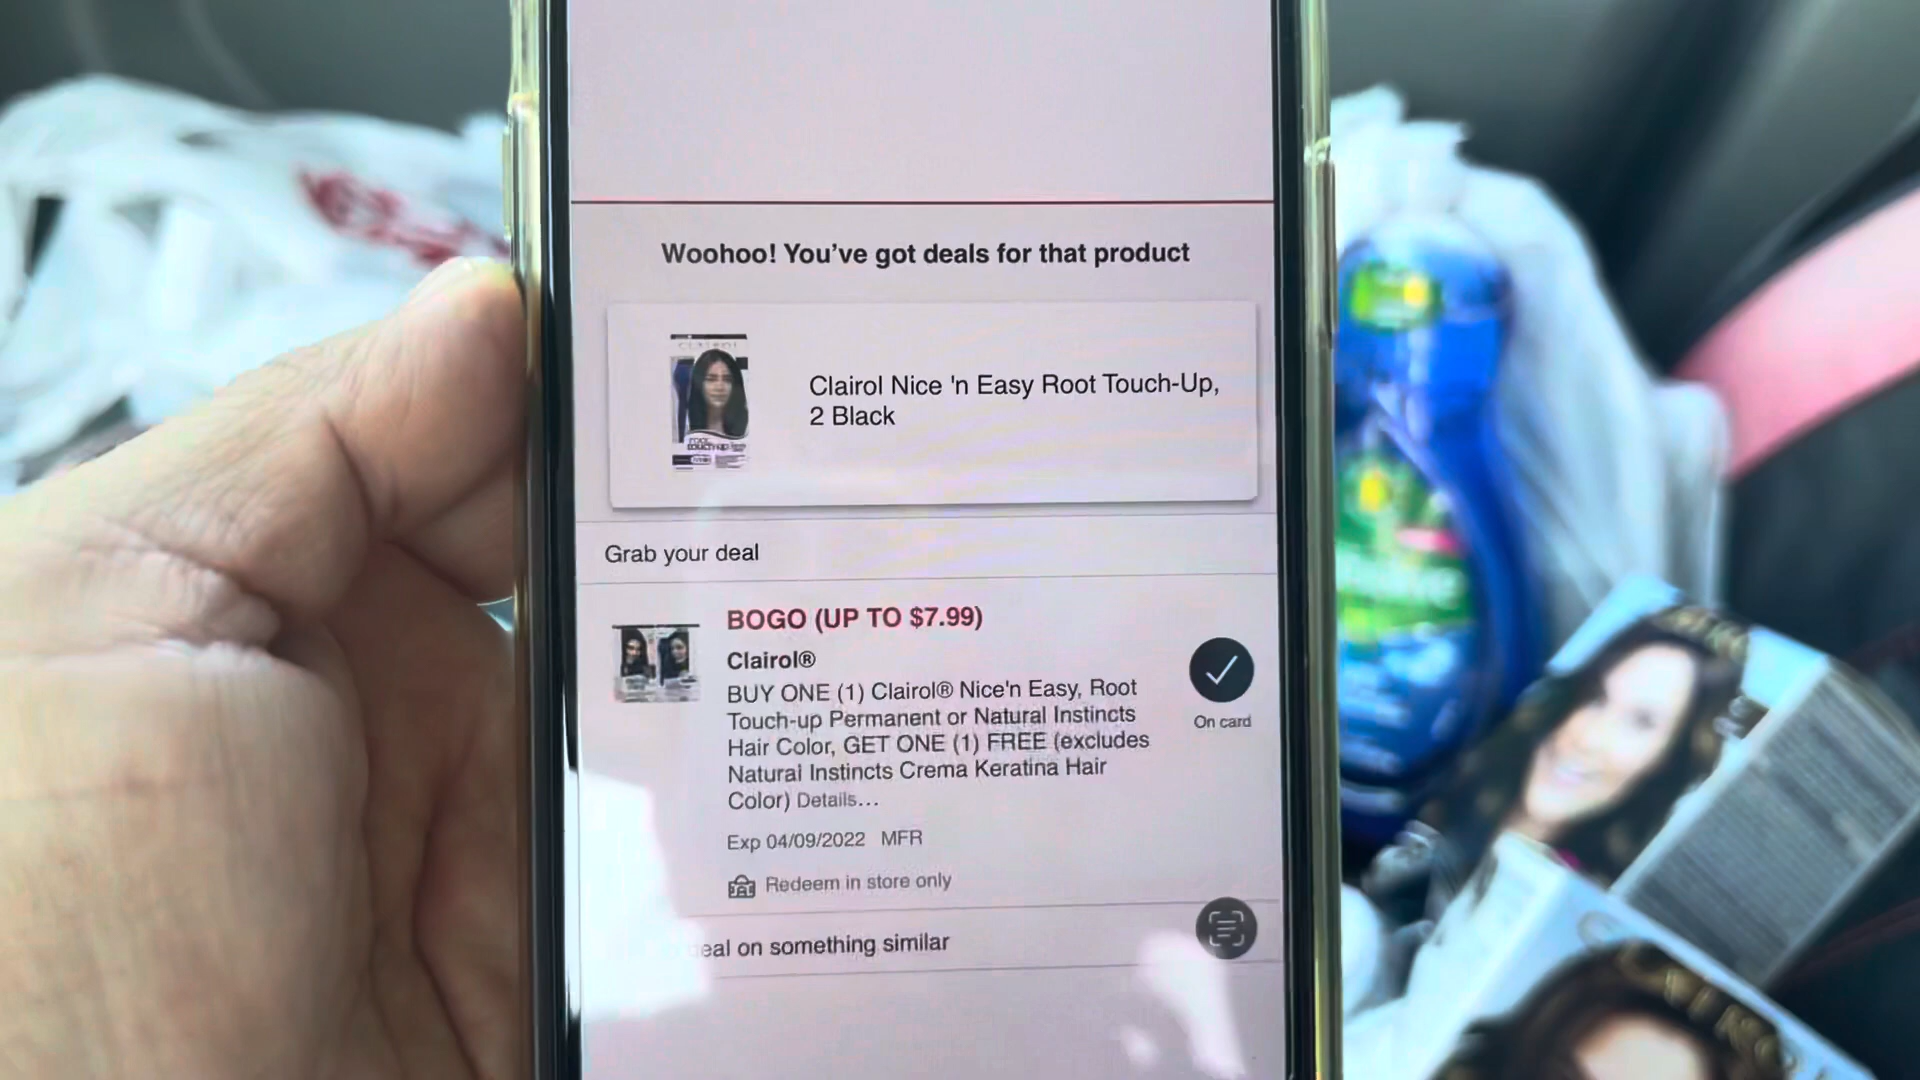 Woohoo! You've got deals for that product
Clairol Nice 'n Easy Root Touch-Up,
2 Black
Grab your deal
BOGO (UP TO $7.99)
Clairol®
BUY ONE (1) Clairol® Nice'n Easy, Root
Touch-up Permanent or Natural Instincts
Hair Color, GET ONE (1) FREE (excludes
Natural Instincts Crema Keratina Hair
Color) Details...
Exp 04/09/2022 MFR
On card
Redeem in store only
eal on something similar